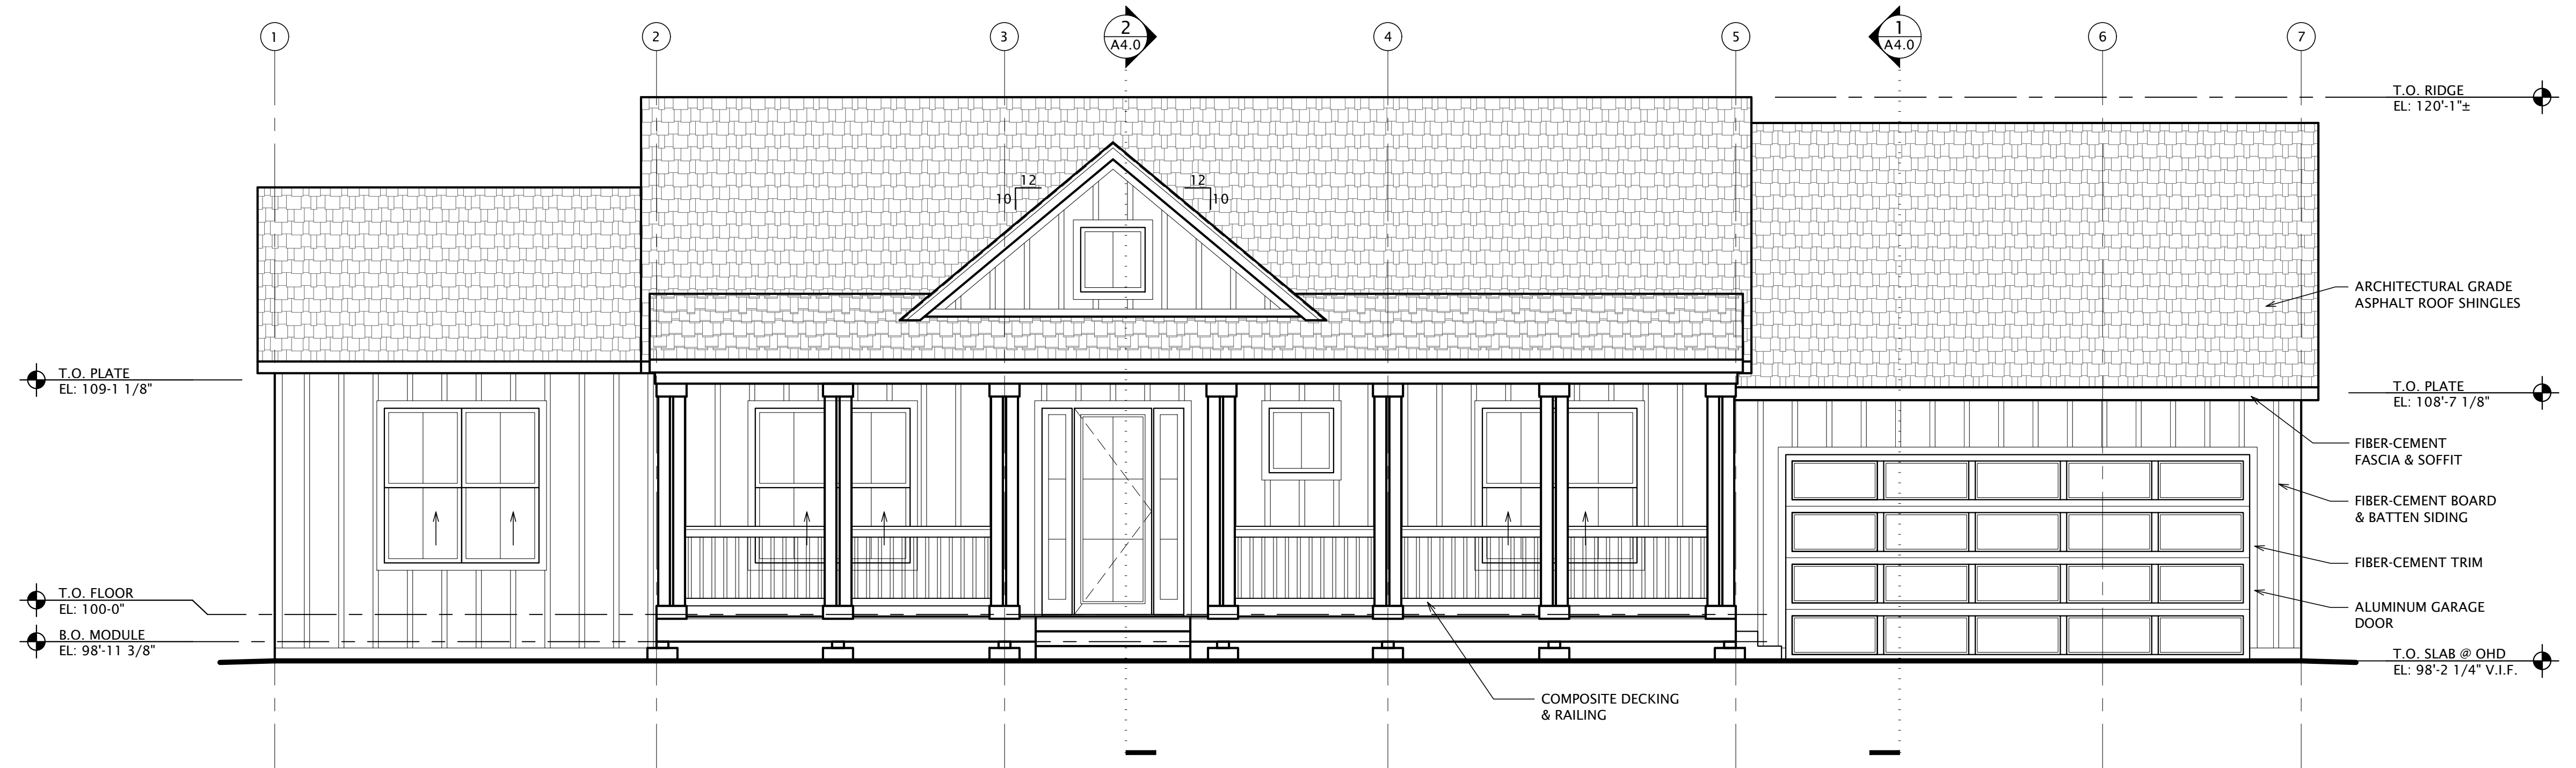 1
2
3
2
A4.0
4
5
1
A4.0
6
7
T.O. RIDGE
EL: 120'-1"±
12
10
12
10
ARCHITECTURAL GRADE
ASPHALT ROOF SHINGLES
T.O. PLATE
EL: 109-1 1/8"
T.O. PLATE
EL: 108'-7 1/8"
FIBER-CEMENT
FASCIA & SOFFIT
FIBER-CEMENT BOARD
& BATTEN SIDING
FIBER-CEMENT TRIM
T.O. FLOOR
EL: 100-0"
ALUMINUM GARAGE
DOOR
B.O. MODULE
EL: 98'-11 3/8"
T.O. SLAB @ OHD
EL: 98'-2 1/4" V.I.F.
COMPOSITE DECKING
& RAILING